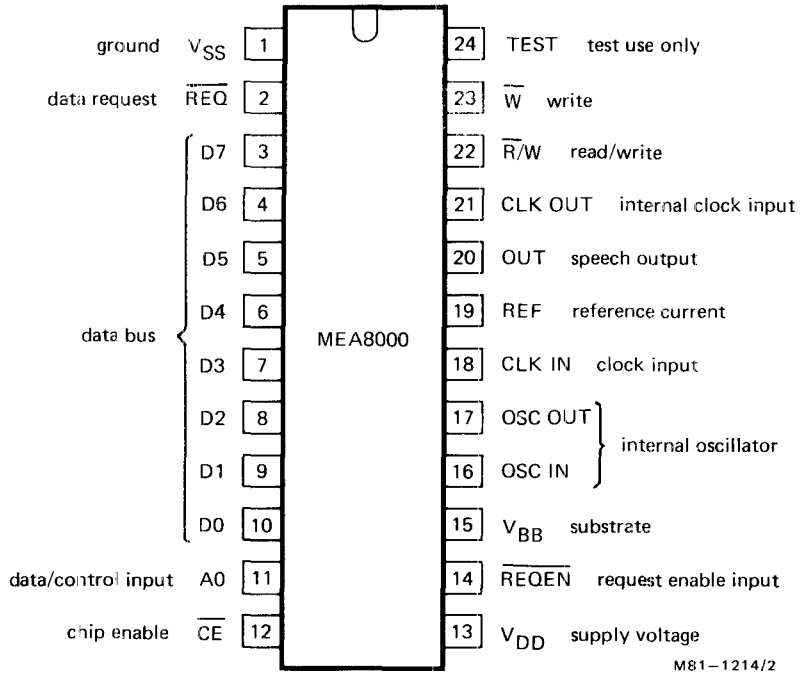 ground VSS 1
data request R̅E̅Q̅ 2
D7 3
D6 4
D5 5
D4 6
data bus
D3 7
D2 8
D1 9
D0 10
data/control input A0 11
chip enable C̅E̅ 12
MEA8000
24 TEST test use only
23 W̅ write
22 R̅/W read/write
21 CLK OUT internal clock input
20 OUT speech output
19 REF reference current
18 CLK IN clock input
17 OSC OUT
internal oscillator
16 OSC IN
15 VBB substrate
14 R̅E̅Q̅E̅N̅ request enable input
13 VDD supply voltage
M81–1214/2